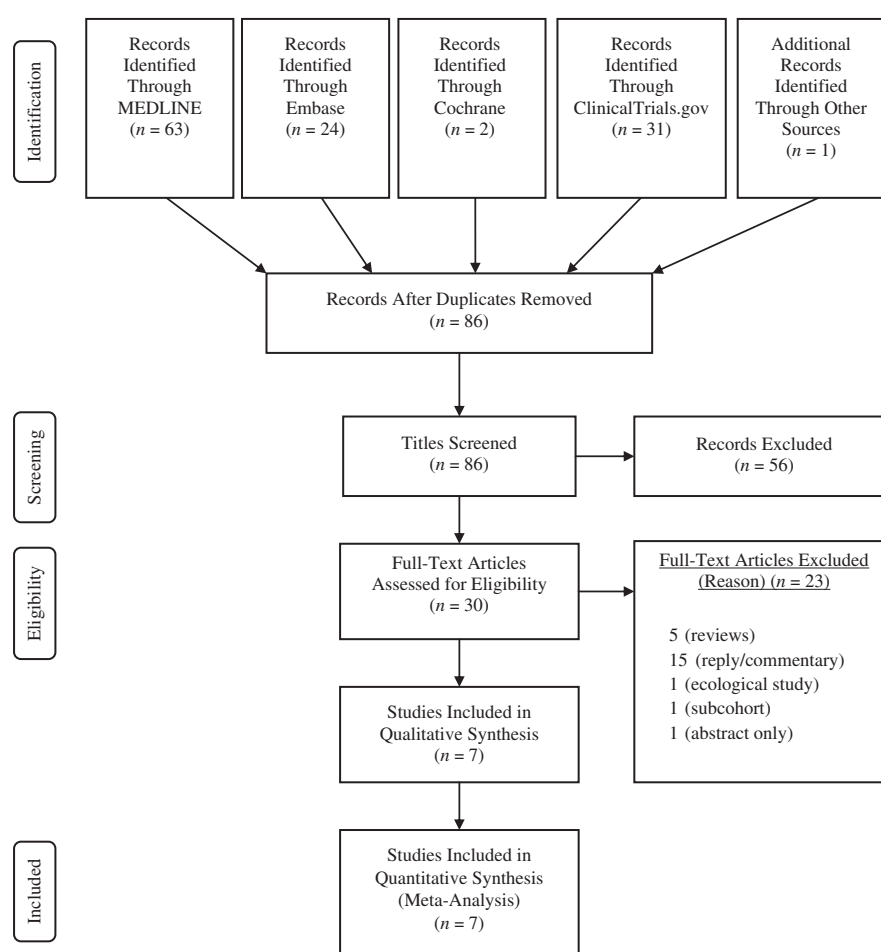 Identification
Records
Identified
Through
MEDLINE
(n = 63)
Records
Identified
Through
Embase
(n = 24)
Records
Identified
Through
Cochrane
(n = 2)
Records
Identified
Through
ClinicalTrials.gov
(n = 31)
Additional
Records
Identified
Through Other
Sources
(n = 1)
Records After Duplicates Removed
(n = 86)
Screening
Titles Screened
(n = 86)
Records Excluded
(n = 56)
Eligibility
Full-Text Articles
Assessed for Eligibility
(n = 30)
Full-Text Articles Excluded
(Reason) (n = 23)
5 (reviews)
15 (reply/commentary)
1 (ecological study)
1 (subcohort)
1 (abstract only)
Studies Included in
Qualitative Synthesis
(n = 7)
Included
Studies Included in
Quantitative Synthesis
(Meta-Analysis)
(n = 7)